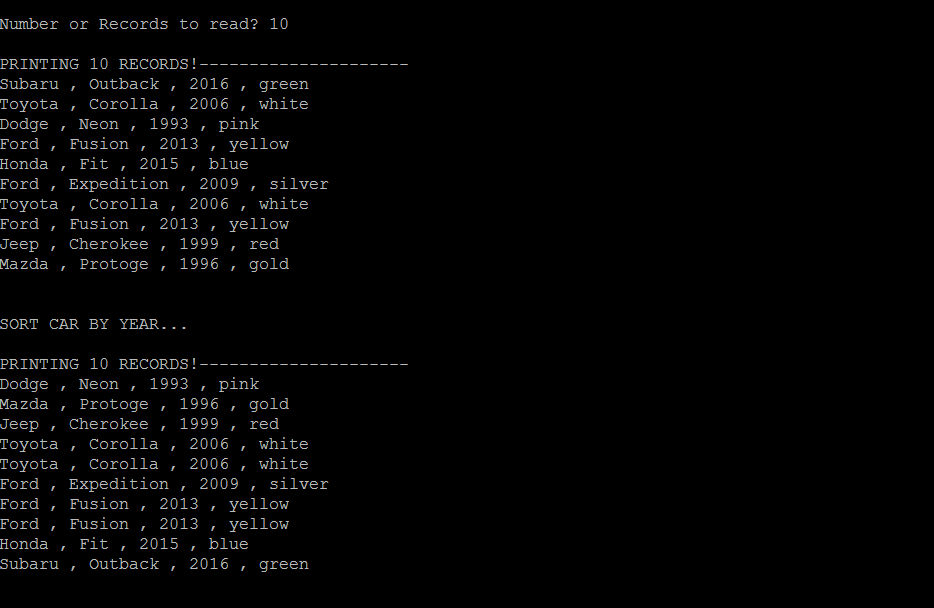 Number or Records to read? 10
PRINTING 10 RECORDS!---------------------
Subaru , Outback , 2016 , green
Toyota , Corolla , 2006 , white
Dodge , Neon , 1993 , pink
Ford , Fusion , 2013 , yellow
Honda , Fit , 2015 , blue
Ford , Expedition , 2009 , silver
Toyota , Corolla , 2006 , white
Ford , Fusion , 2013 , yellow
Jeep , Cherokee , 1999 , red
Mazda , Protoge , 1996 , gold
SORT CAR BY YEAR...
PRINTING 10 RECORDS!---------------------
Dodge , Neon , 1993 , pink
Mazda , Protoge , 1996 , gold
Jeep , Cherokee , 1999 , red
Toyota , Corolla , 2006 , white
Toyota , Corolla , 2006 , white
Ford , Expedition , 2009 , silver
Ford , Fusion , 2013 , yellow
Ford , Fusion , 2013 , yellow
Honda , Fit , 2015 , blue
Subaru , Outback , 2016 , green